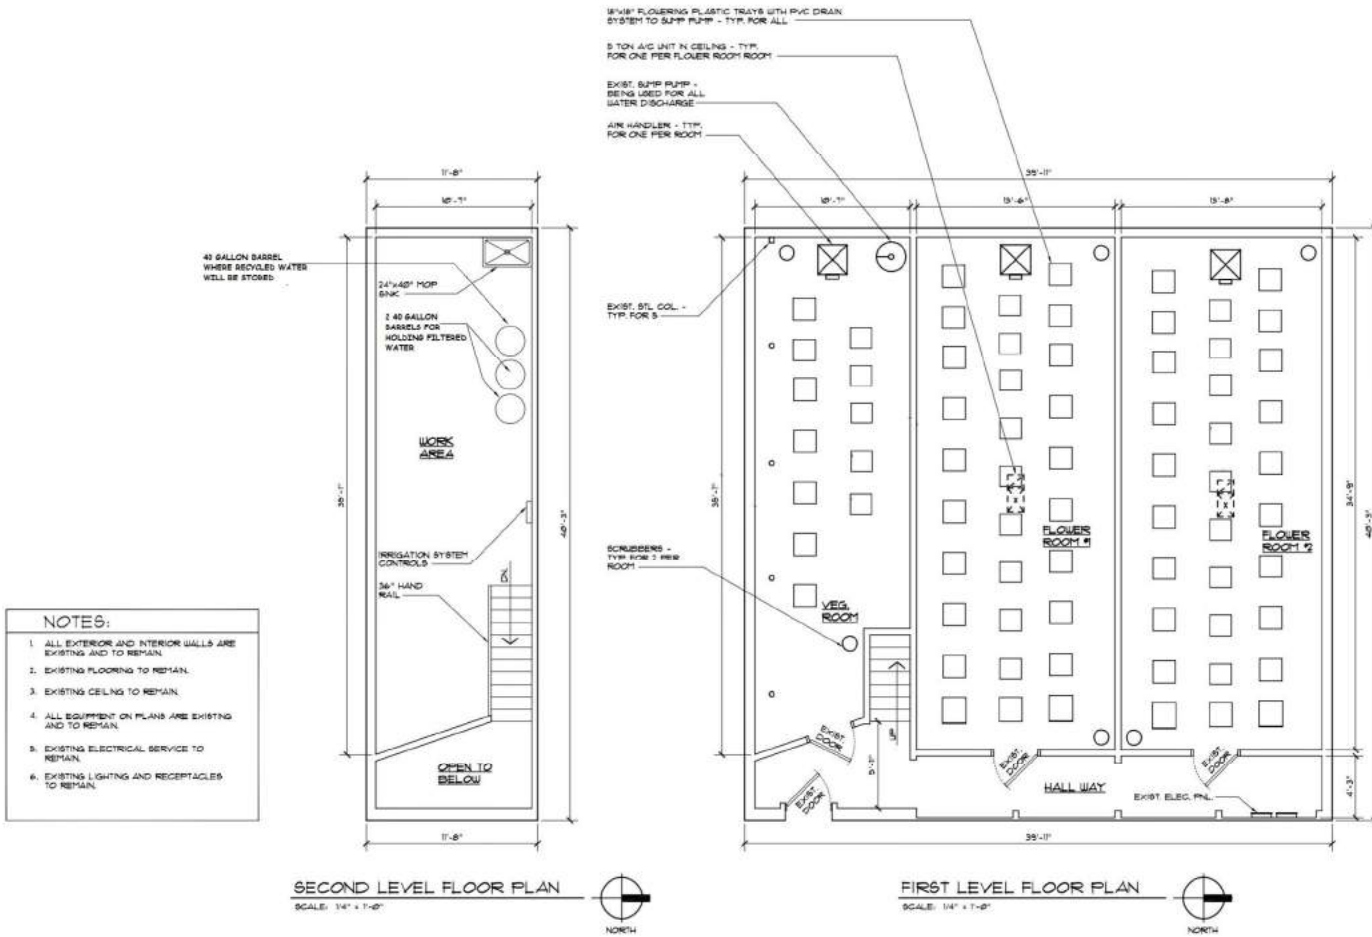 18"x18" FLOWERING PLASTIC TRAYS WITH PVC DRAIN
SYSTEM TO SUMP PUMP - TYP. FOR ALL
5 TON A/C UNIT IN CEILING - TYP.
FOR ONE PER FLOWER ROOM ROOM
EXIST. SUMP PUMP -
BEING USED FOR ALL
WATER DISCHARGE
AIR HANDLER - TYP.
FOR ONE PER ROOM
11'-8"
10'-7"
39'-11"
10'-7"
13'-6"
13'-8"
40 GALLON BARREL
WHERE RECYCLED WATER
WILL BE STORED
24"x40" MOP
SINK
2 40 GALLON
BARRELS FOR
HOLDING FILTERED
WATER
EXIST. STL. COL. -
TYP. FOR 5
WORK
AREA
40'-3"
34'-9"
40'-3"
IRRIGATION SYSTEM
CONTROLS
36" HAND
RAIL
DN.
SCRUBBERS -
TYP. FOR 2 PER
ROOM
FLOWER
ROOM #1
FLOWER
ROOM #2
VEG.
ROOM
UP
NOTES:
1. ALL EXTERIOR AND INTERIOR WALLS ARE
EXISTING AND TO REMAIN.
2. EXISTING FLOORING TO REMAIN.
3. EXISTING CEILING TO REMAIN.
4. ALL EQUIPMENT ON PLANS ARE EXISTING
AND TO REMAIN.
5. EXISTING ELECTRICAL SERVICE TO
REMAIN.
6. EXISTING LIGHTING AND RECEPTACLES
TO REMAIN.
OPEN TO
BELOW
EXIST.
DOOR
EXIST.
DOOR
5'-11"
EXIST.
DOOR
EXIST.
DOOR
HALL WAY
EXIST. ELEC. PNL.
4'-3"
11'-8"
39'-11"
SECOND LEVEL FLOOR PLAN
SCALE: 1/4" = 1'-0"
NORTH
FIRST LEVEL FLOOR PLAN
SCALE: 1/4" = 1'-0"
NORTH